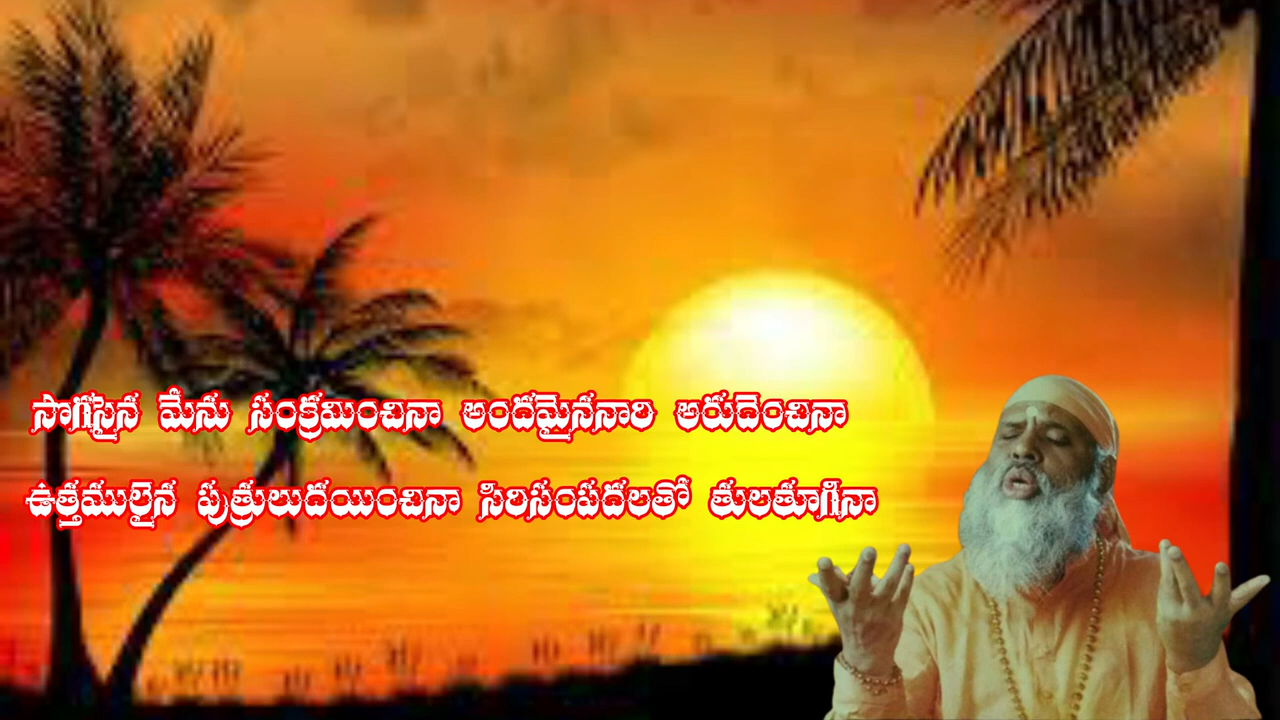 సొగసైన మేను సంక్రమించినా అందమైననారి అరుదెంచినా
ఉత్తములైన పుత్రులుదయించినా సిరిసంపదలతో తులతూగినా